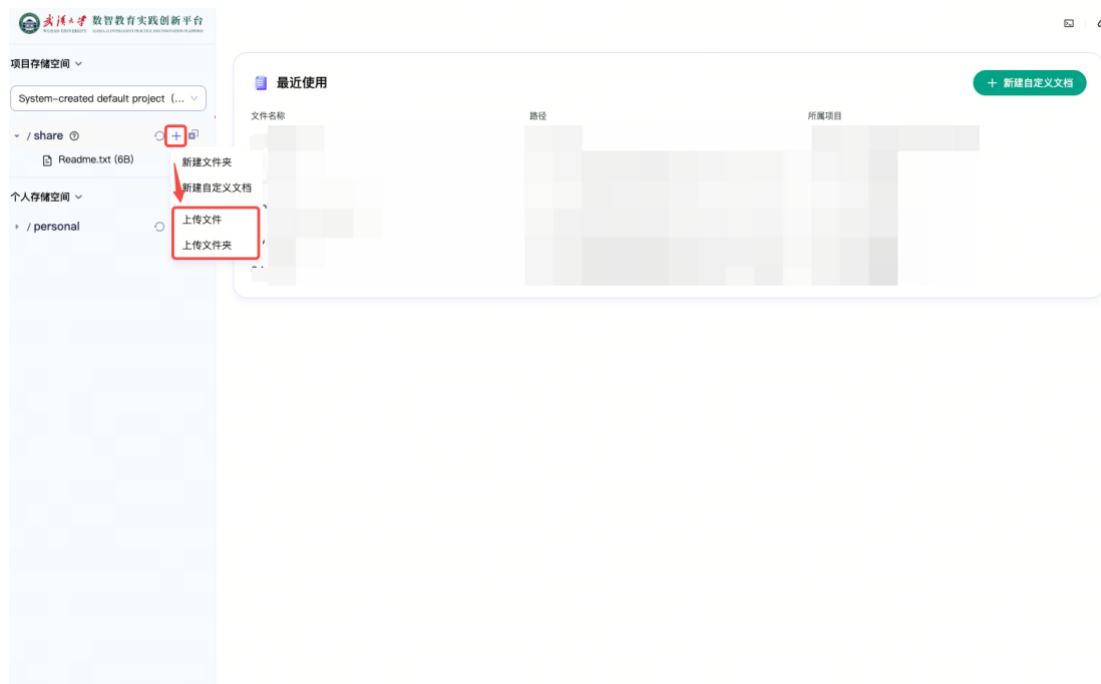 武漢大学 数智教育实践创新平台
WUHAN UNIVERSITY
项目存储空间
System-created default project (...
/ share
Readme.txt (6B)
新建文件夹
新建自定义文档
上传文件
上传文件夹
个人存储空间
/ personal
最近使用
+ 新建自定义文档
文件名称 路径 所属项目